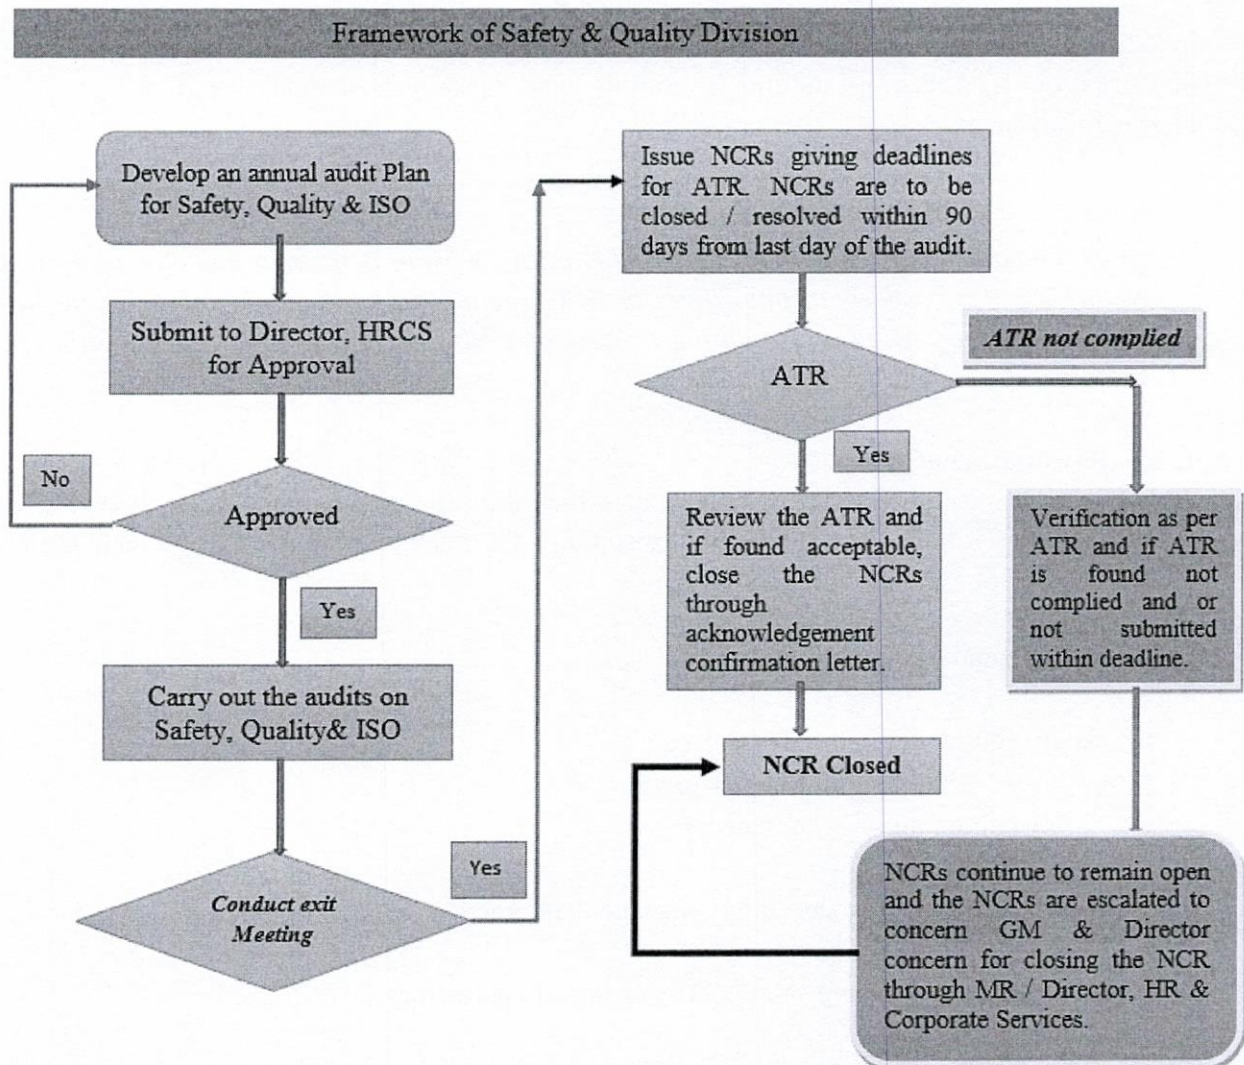 Framework of Safety & Quality Division
Develop an annual audit Plan
for Safety, Quality & ISO
Submit to Director, HRCS
for Approval
No
Approved
Yes
Carry out the audits on
Safety, Quality& ISO
Yes
Conduct exit
Meeting
Issue NCRs giving deadlines
for ATR. NCRs are to be
closed / resolved within 90
days from last day of the audit.
ATR not complied
ATR
Yes
Review the ATR and
if found acceptable,
close the NCRs
through
acknowledgement
confirmation letter.
Verification as per
ATR and if ATR
is found not
complied and or
not submitted
within deadline.
NCR Closed
NCRs continue to remain open
and the NCRs are escalated to
concern GM & Director
concern for closing the NCR
through MR / Director, HR &
Corporate Services.